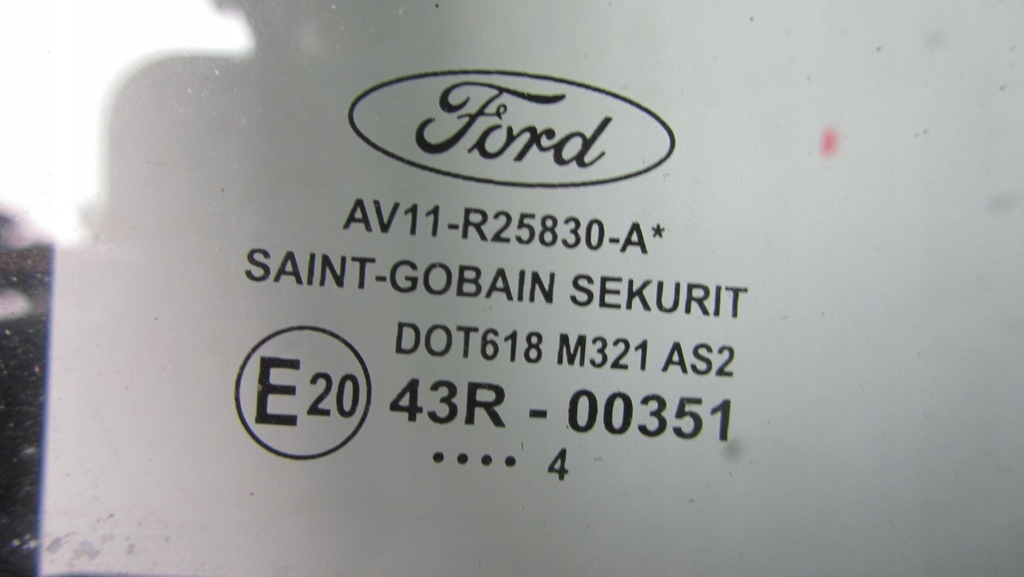 Ford
AV11-R25830-A*
SAINT-GOBAIN SEKURIT
DOT618 M321 AS2
E20 43R - 00351
•••• 4